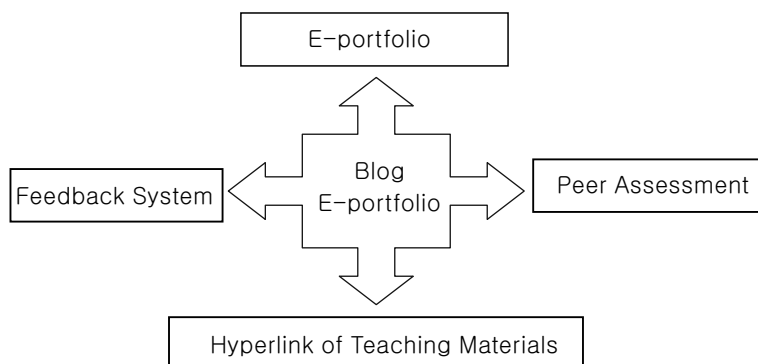 E-portfolio
Feedback System
Blog
E-portfolio
Peer Assessment
Hyperlink of Teaching Materials